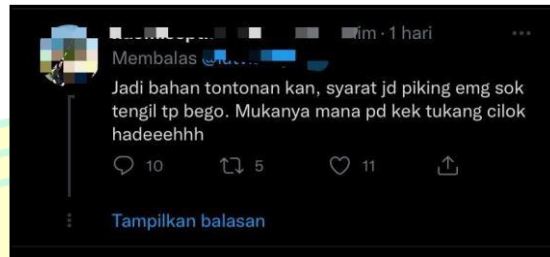 1 hari
Membalas
Jadi bahan tontonan kan, syarat jd piking emg sok
tengil tp bego. Mukanya mana pd kek tukang cilok
hadeeehhh
10 5 11
Tampilkan balasan